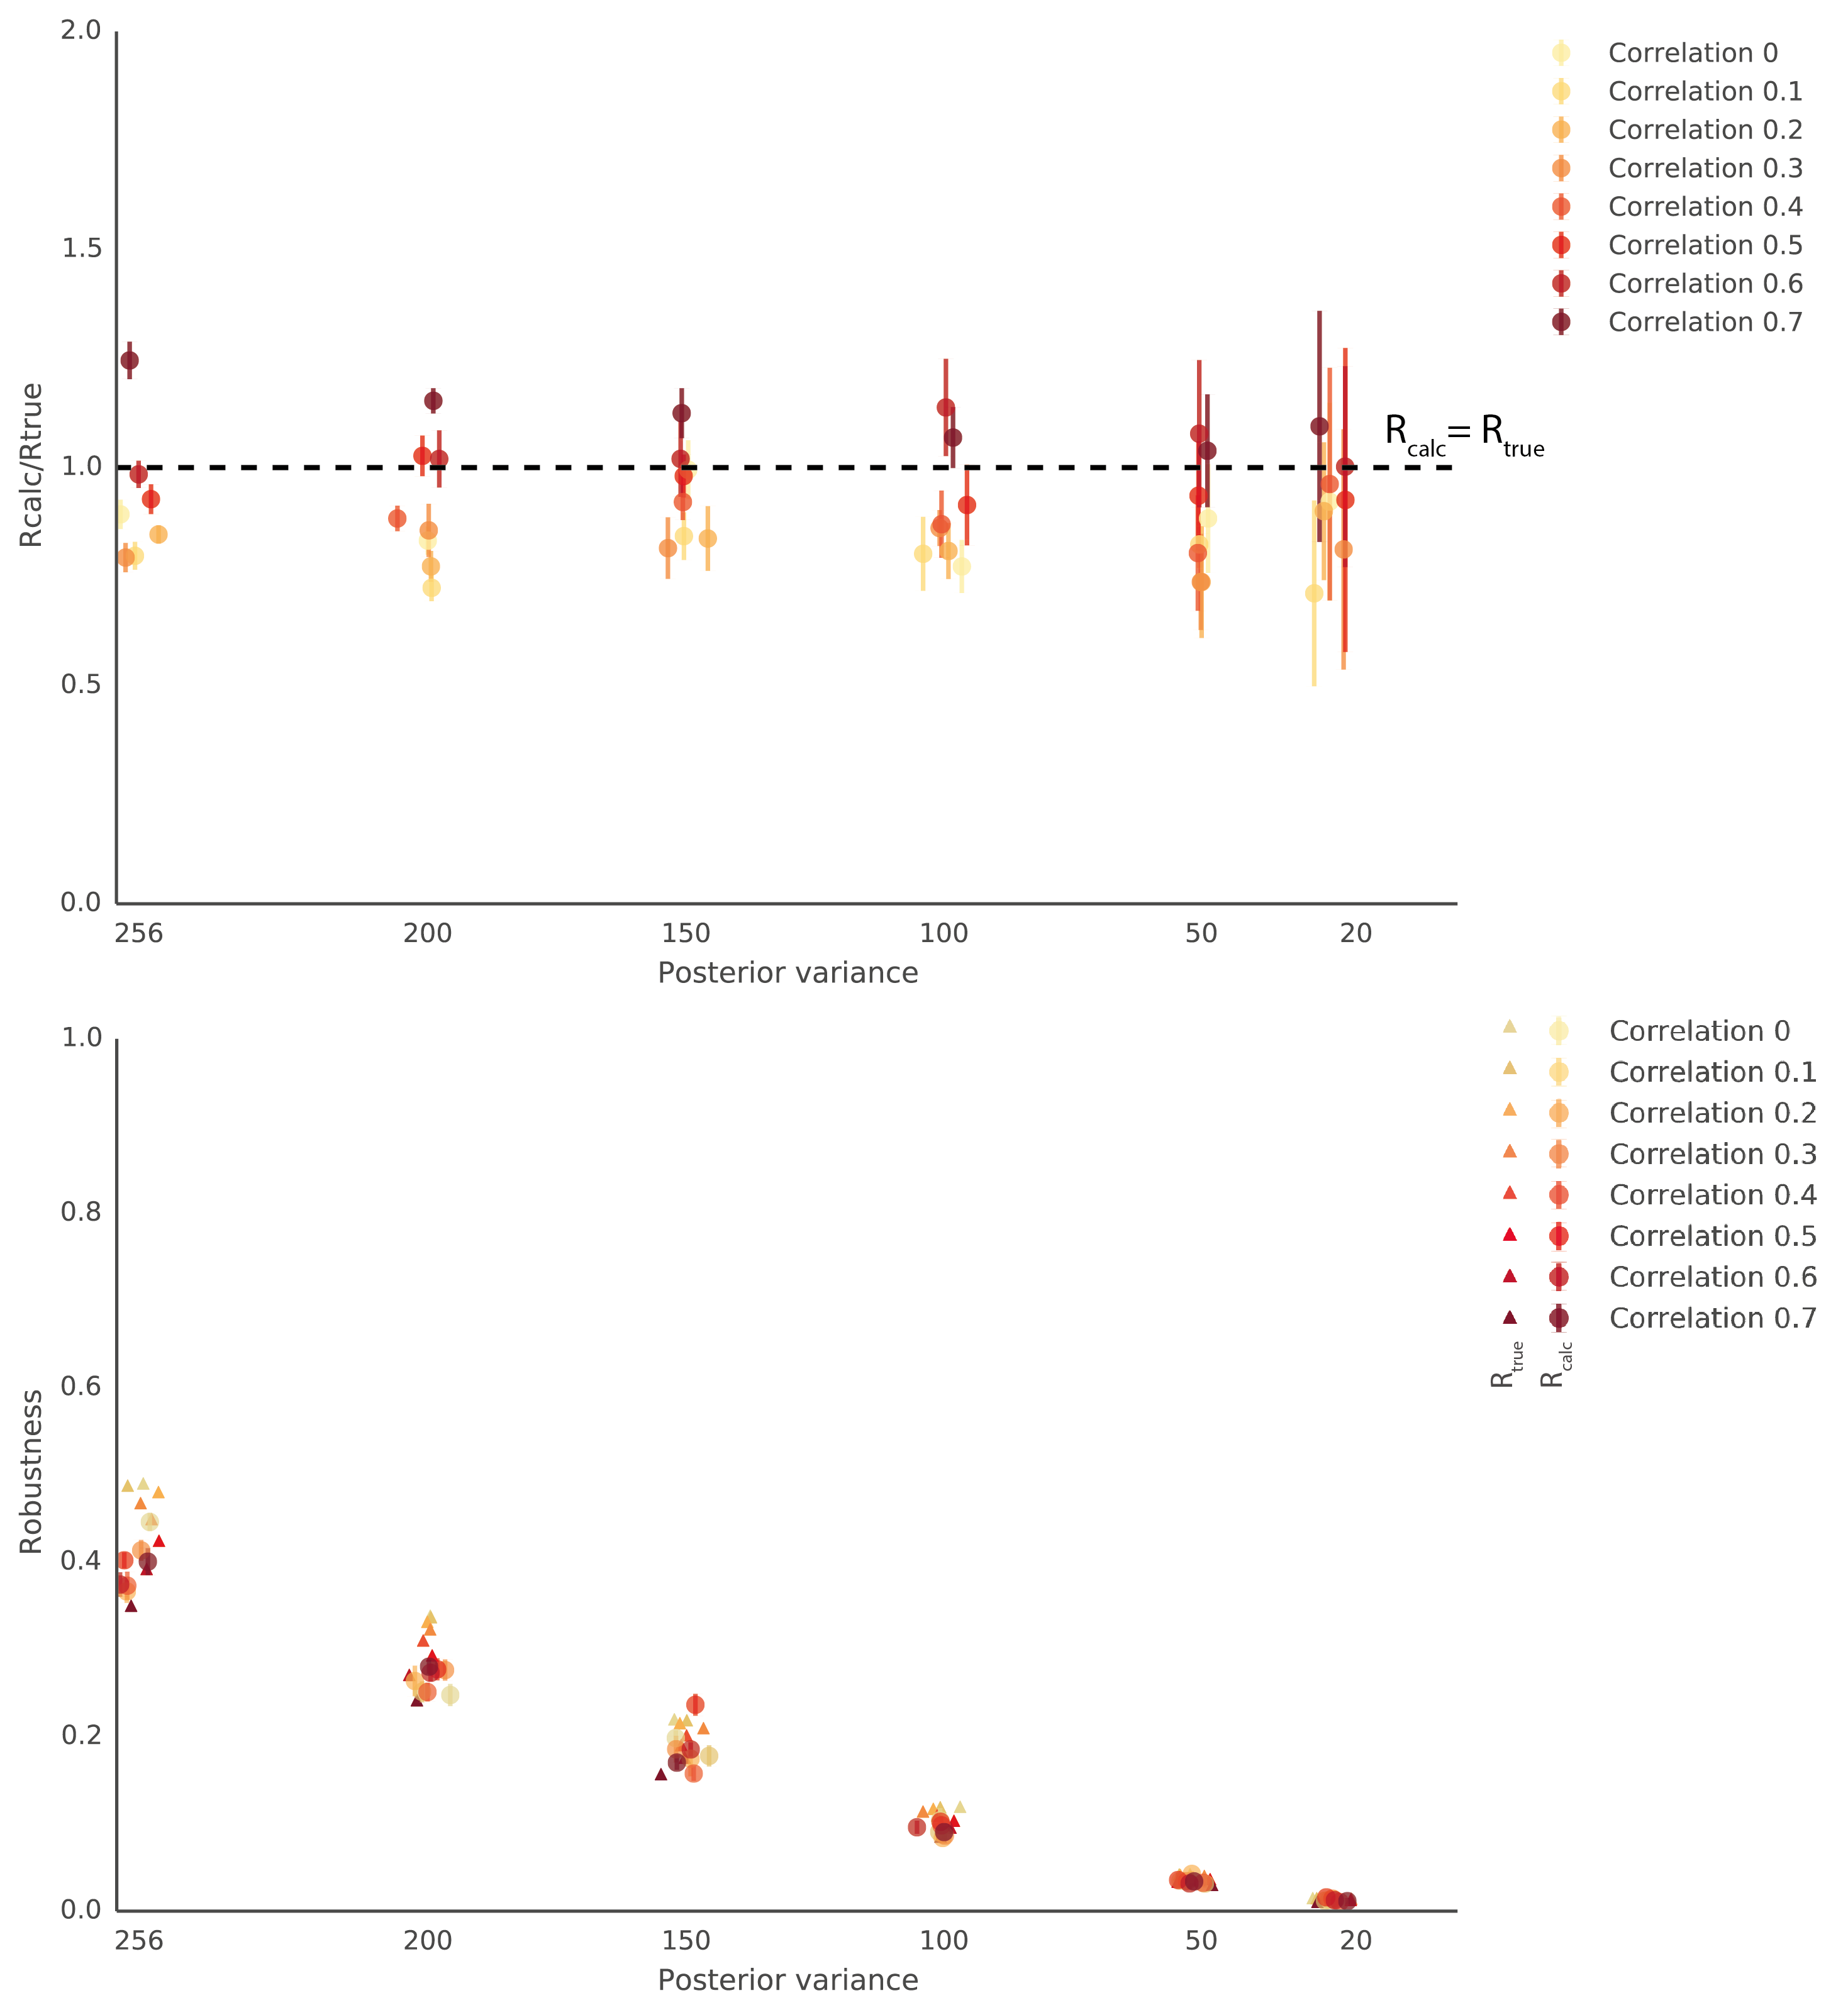 2.0
1.5
1.0
0.5
0.0
Rcalc/Rtrue
256 200 150 100 50 20
Posterior variance
Rcalc= Rtrue
Correlation 0
Correlation 0.1
Correlation 0.2
Correlation 0.3
Correlation 0.4
Correlation 0.5
Correlation 0.6
Correlation 0.7
1.0
0.8
0.6
0.4
0.2
0.0
Robustness
256 200 150 100 50 20
Posterior variance
Correlation 0
Correlation 0.1
Correlation 0.2
Correlation 0.3
Correlation 0.4
Correlation 0.5
Correlation 0.6
Correlation 0.7
Rtrue
Rcalc